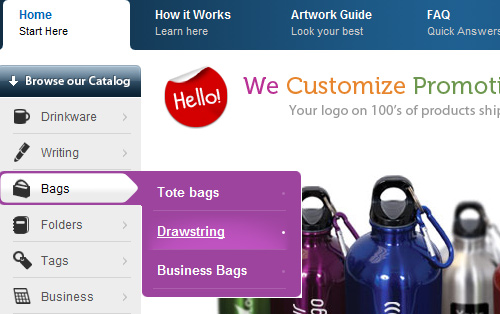 Home
Start Here
How it Works
Learn here
Artwork Guide
Look your best
FAQ
Quick Answers
Browse our Catalog
Drinkware
Writing
Bags
Folders
Tags
Business
Tote bags
Drawstring
Business Bags
Hello!
We Customize Promoti
Your logo on 100's of products ship